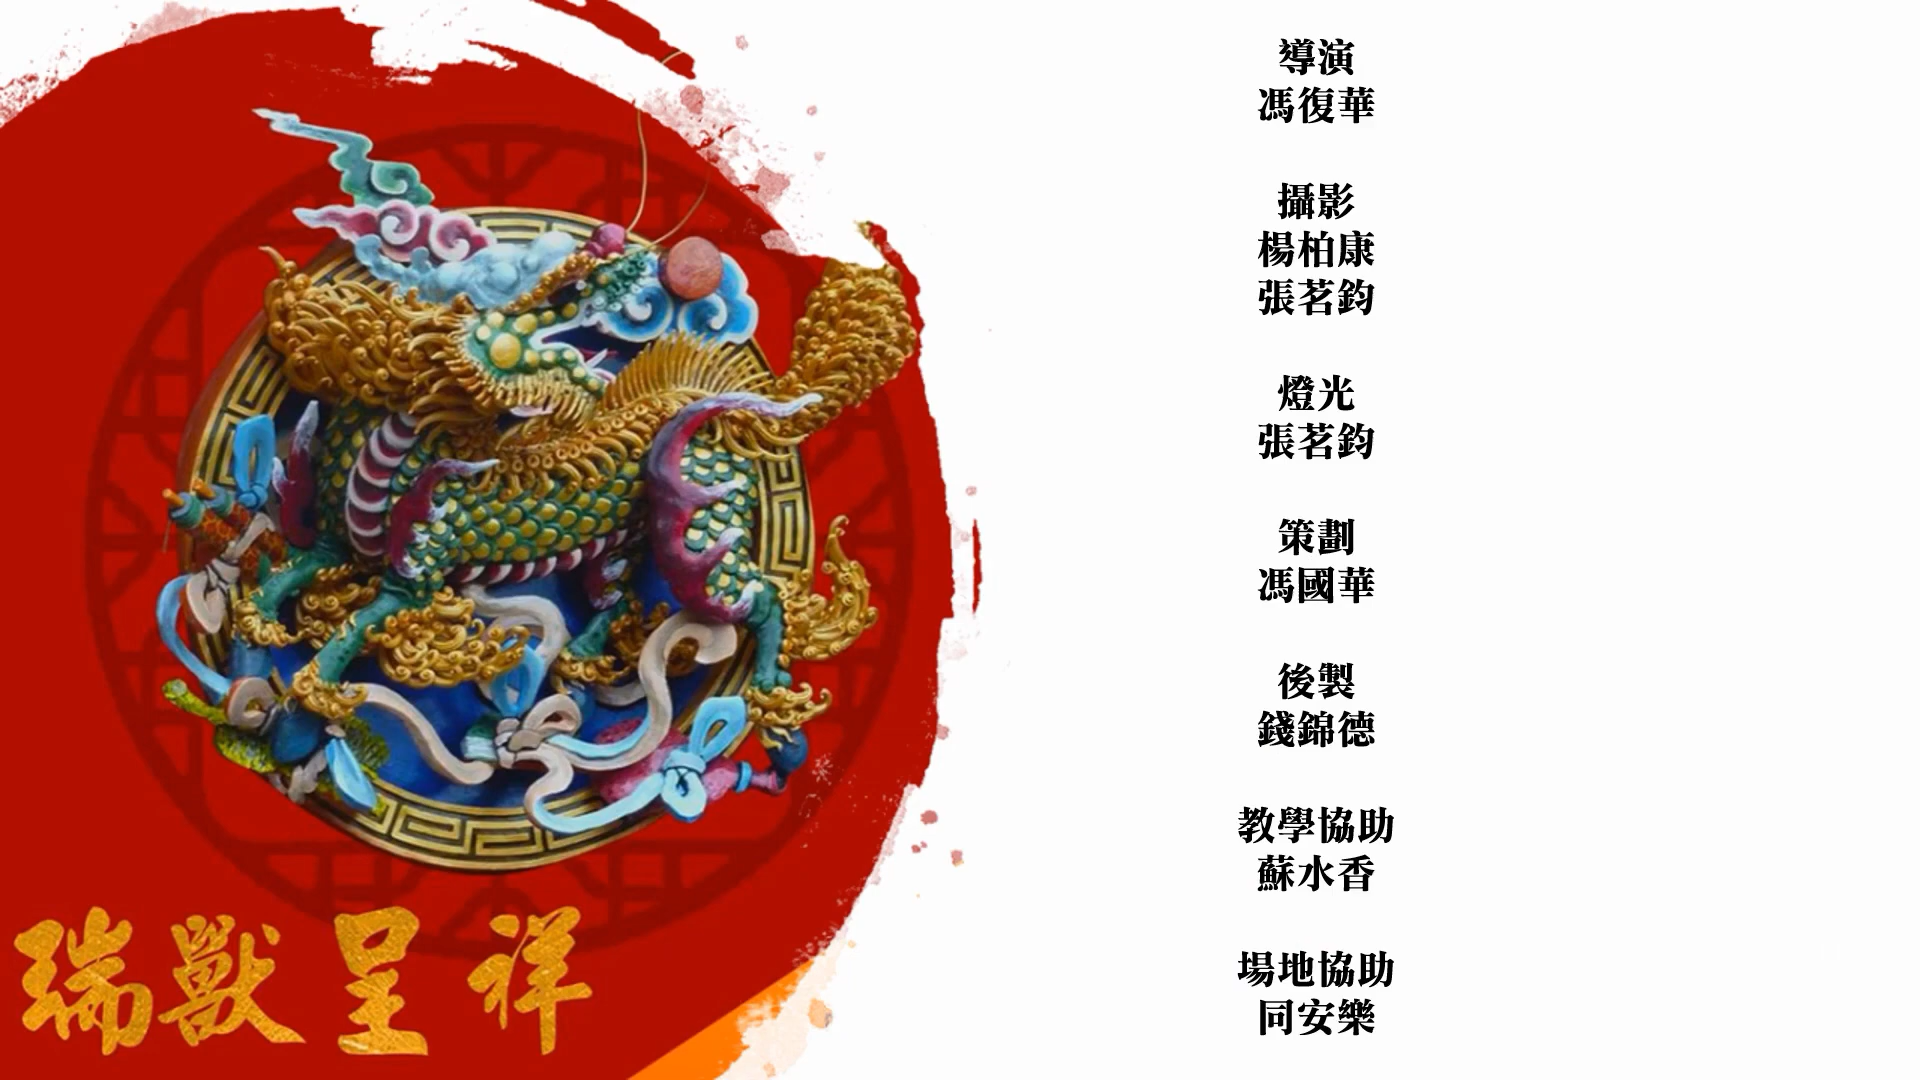 瑞獸呈祥
導演
馮復華
攝影
楊柏康
張茗鈞
燈光
張茗鈞
策劃
馮國華
後製
錢錦德
教學協助
蘇水香
場地協助
同安樂